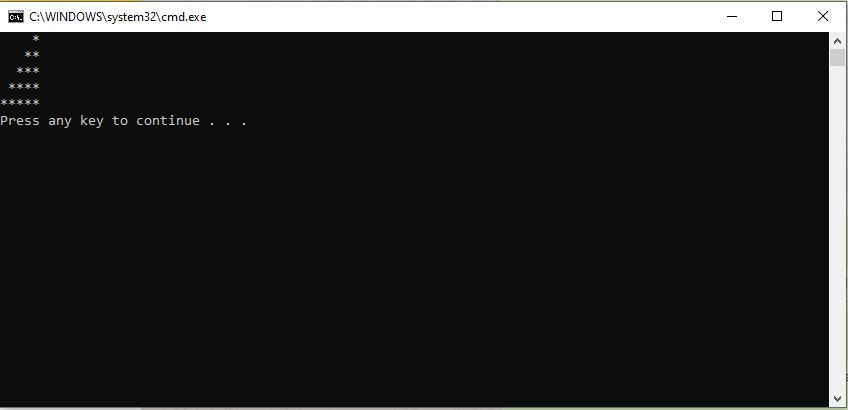 C:\WINDOWS\system32\cmd.exe
    *
   **
  ***
 ****
*****
Press any key to continue . . .